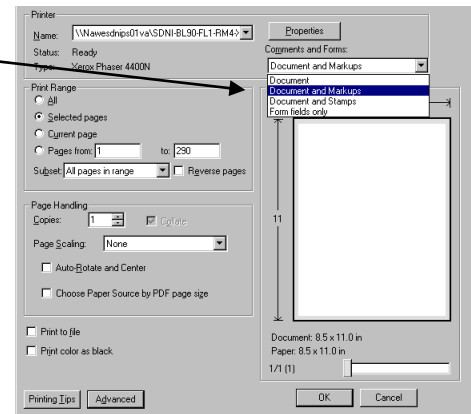 Printer
Name: \\Nawesdnips01va\SDNI-BL90-FL1-RM4-X
Properties
Status: Ready
Type: Xerox Phaser 4400N
Comments and Forms:
Document and Markups
Document
Document and Markups
Document and Stamps
Form fields only
Print Range
All
Selected pages
Current page
Pages from: 1 to: 290
Subset: All pages in range Reverse pages
Page Handling
Copies: 1 Collate
Page Scaling: None
Auto-Rotate and Center
Choose Paper Source by PDF page size
Print to file
Print color as black
11
Document: 8.5 x 11.0 in
Paper: 8.5 x 11.0 in
1/1 (1)
Printing Tips Advanced OK Cancel